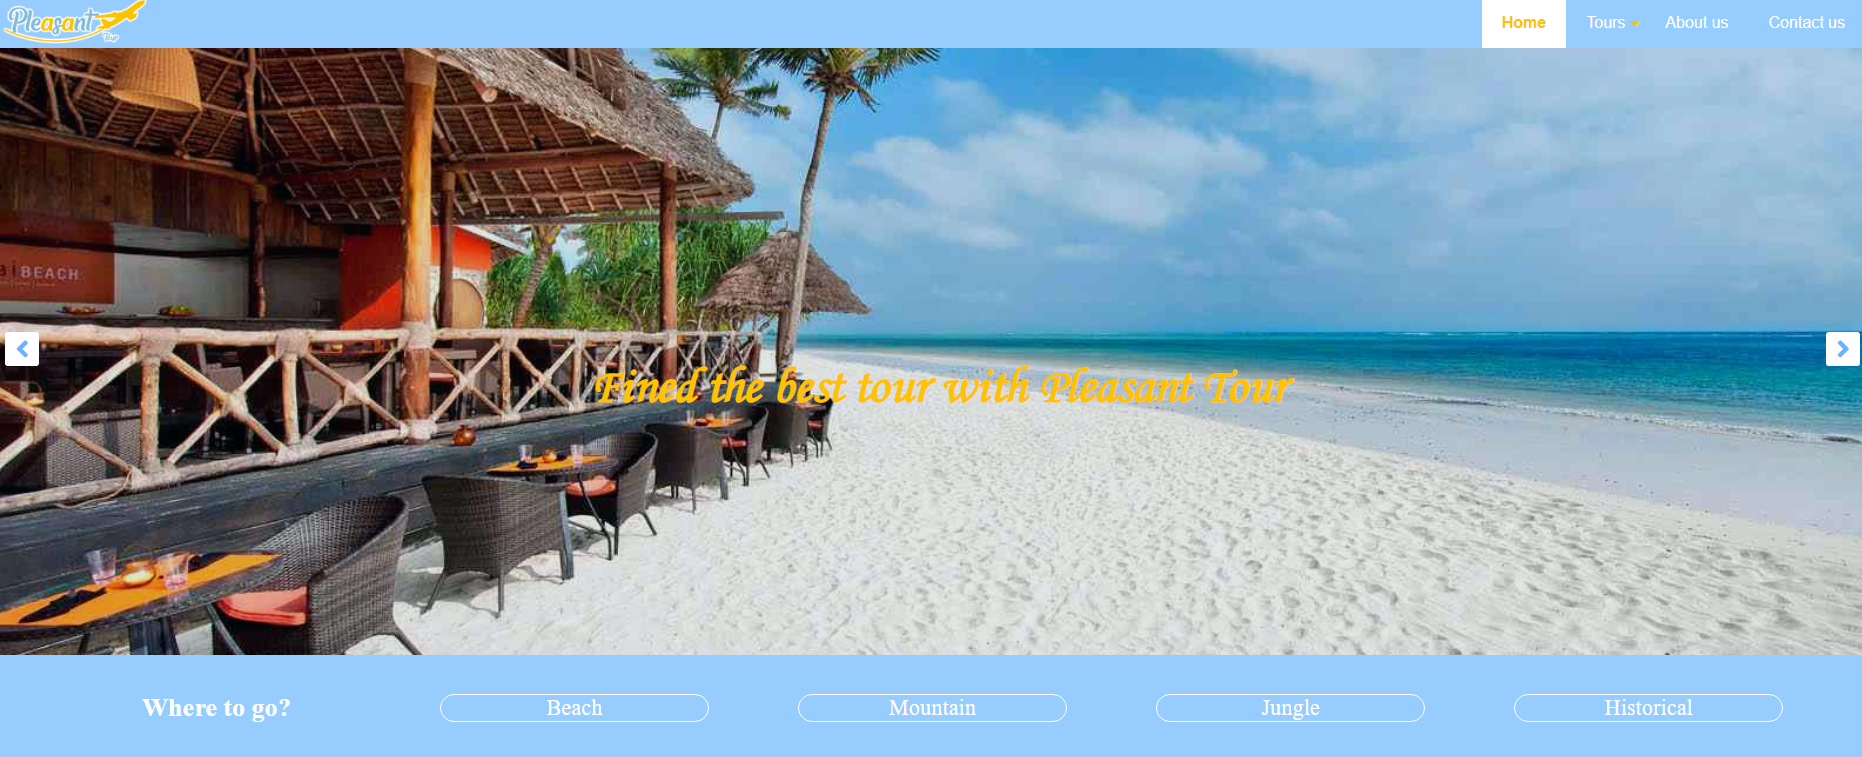 Pleasant
Tour
Home
Tours
About us
Contact us
BEACH
Fined the best tour with Pleasant Tour
Where to go?
Beach
Mountain
Jungle
Historical